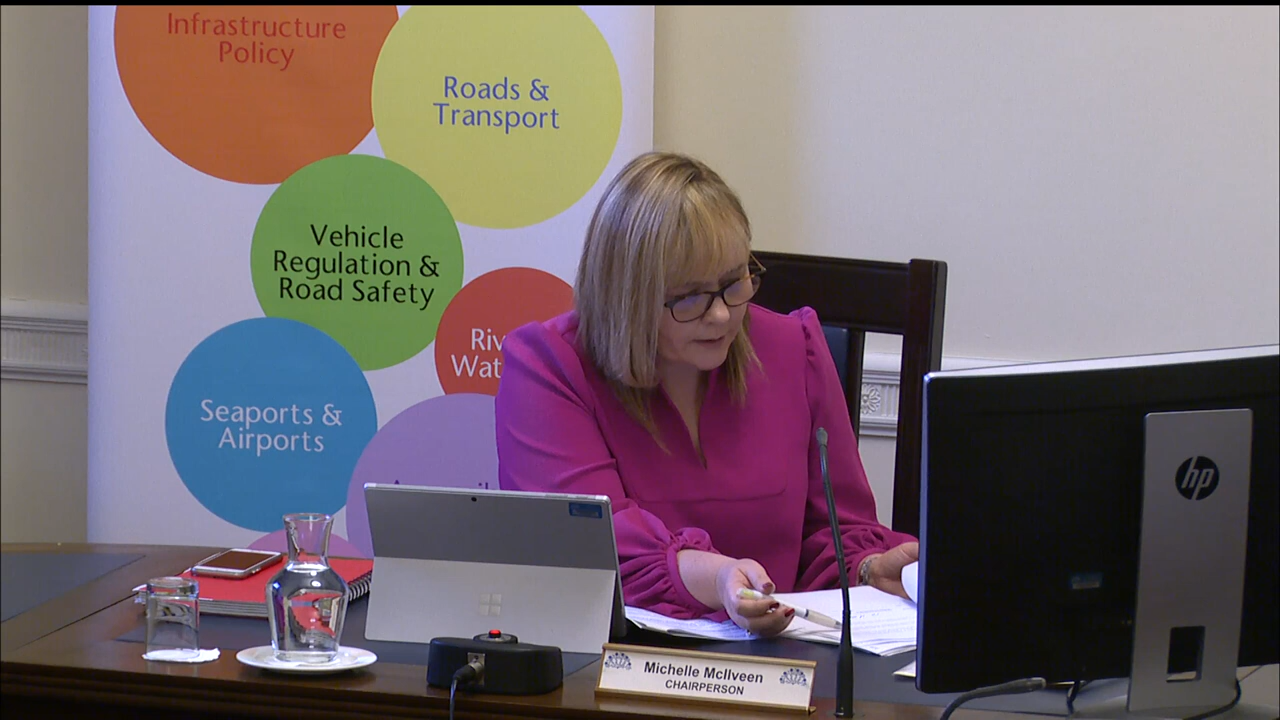 Infrastructure
Policy
Roads &
Transport
Vehicle
Regulation &
Road Safety
Seaports &
Airports
hp
Michelle McIlveen
CHAIRPERSON